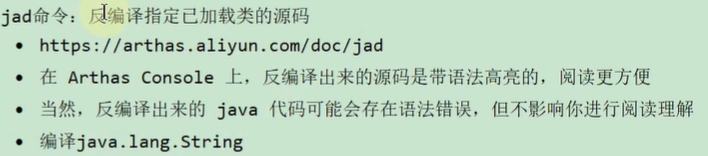 jad命令：反编译指定已加载类的源码
• https://arthas.aliyun.com/doc/jad
• 在 Arthas Console 上，反编译出来的源码是带语法高亮的，阅读更方便
• 当然，反编译出来的 java 代码可能会存在语法错误，但不影响你进行阅读理解
• 编译java.lang.String